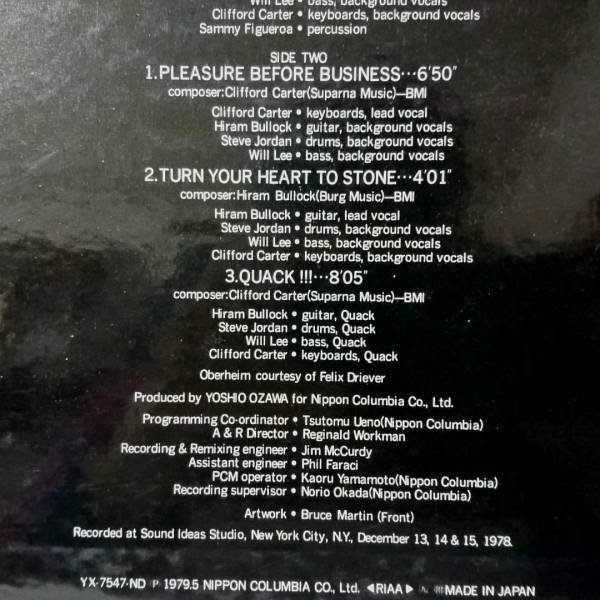 Will Lee • bass, background vocals
Clifford Carter • keyboards, background vocals
Sammy Figueroa • percussion
SIDE TWO
1.PLEASURE BEFORE BUSINESS…6'50"
composer:Clifford Carter(Suparna Music)—BMI
Clifford Carter • keyboards, lead vocal
Hiram Bullock • guitar, background vocals
Steve Jordan • drums, background vocals
Will Lee • bass, background vocals
2.TURN YOUR HEART TO STONE…4'01"
composer:Hiram Bullock(Burg Music)—BMI
Hiram Bullock • guitar, lead vocal
Steve Jordan • drums, background vocals
Will Lee • bass, background vocals
Clifford Carter • keyboards, background vocals
3.QUACK !!!…8'05"
composer:Clifford Carter(Suparna Music)—BMI
Hiram Bullock • guitar, Quack
Steve Jordan • drums, Quack
Will Lee • bass, Quack
Clifford Carter • keyboards, Quack
Oberheim courtesy of Felix Driever
Produced by YOSHIO OZAWA for Nippon Columbia Co., Ltd.
Programming Co-ordinator • Tsutomu Ueno(Nippon Columbia)
A & R Director • Reginald Workman
Recording & Remixing engineer • Jim McCurdy
Assistant engineer • Phil Faraci
PCM operator • Kaoru Yamamoto(Nippon Columbia)
Recording supervisor • Norio Okada(Nippon Columbia)
Artwork • Bruce Martin (Front)
Recorded at Sound Ideas Studio, New York City, N.Y., December 13, 14 & 15, 1978.
YX-7547-ND Ⓟ 1979.5 NIPPON COLUMBIA CO., Ltd. ◀RIAA▶ MADE IN JAPAN